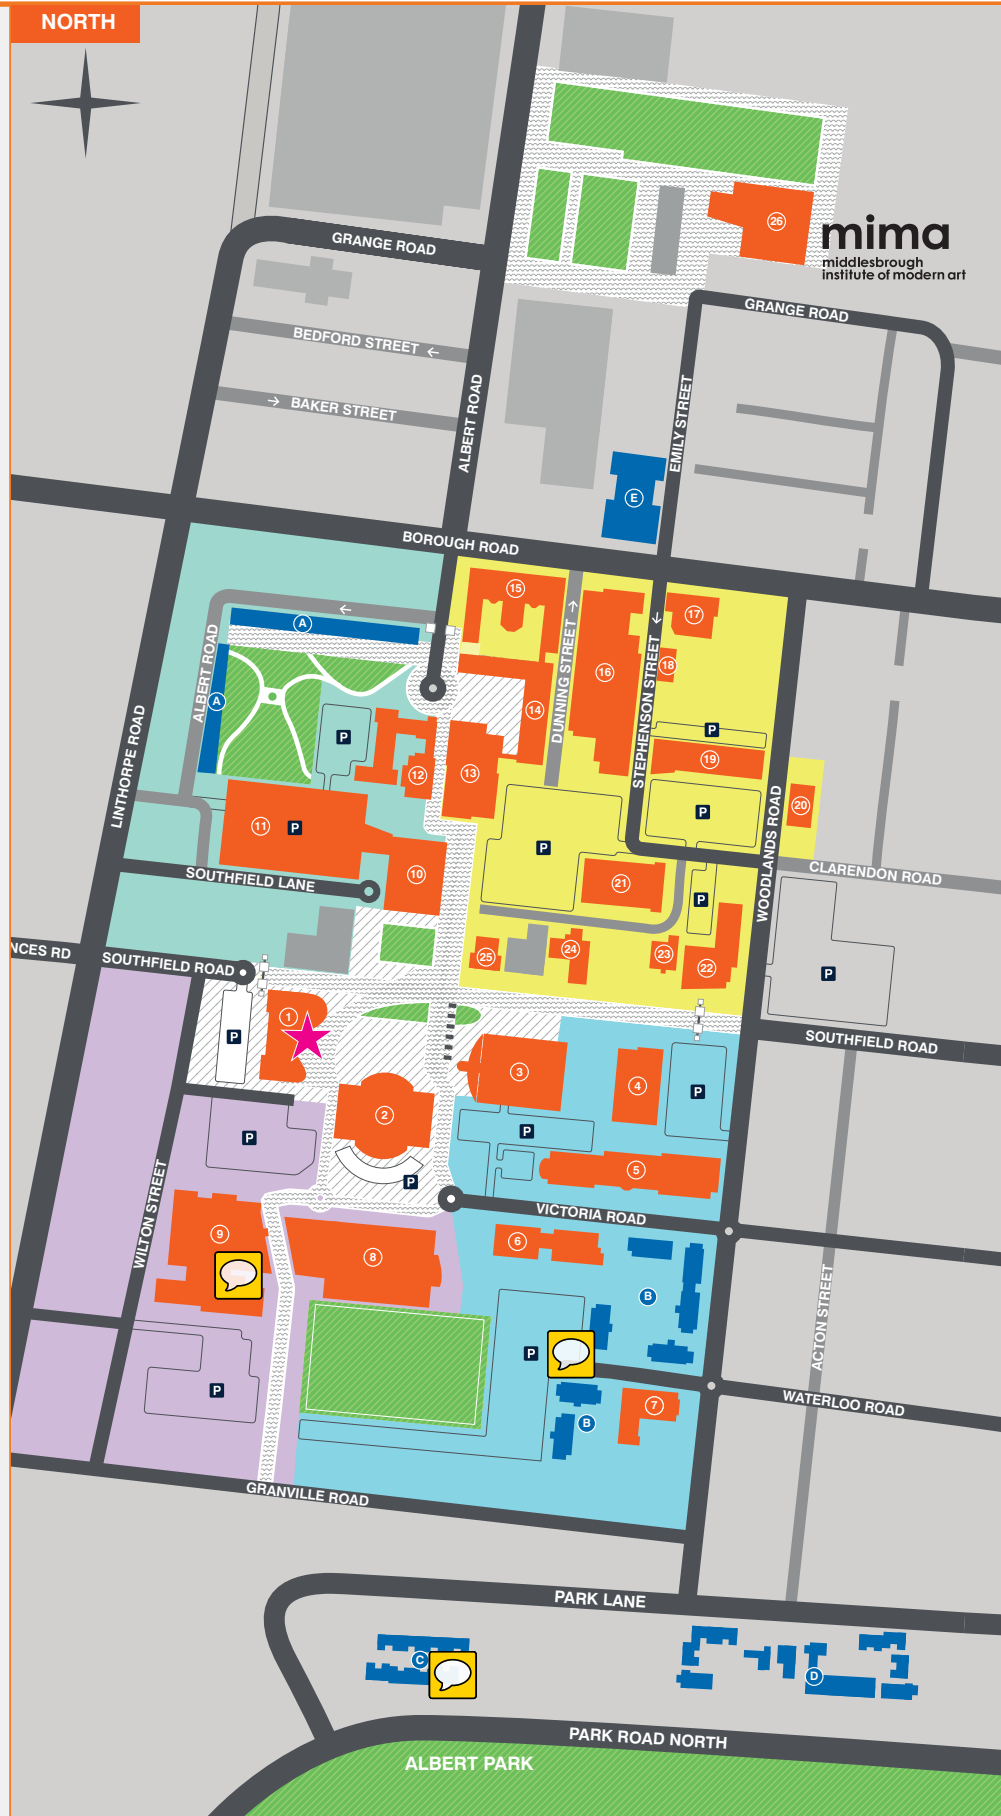 NORTH
26
mima
middlesbrough
institute of modern art
GRANGE ROAD
GRANGE ROAD
BEDFORD STREET ←
→ BAKER STREET
ALBERT ROAD
EMILY STREET
E
BOROUGH ROAD
15
17
A
ALBERT ROAD
DUNNING STREET →
STEPHENSON STREET →
16
18
A
LINTHORPE ROAD
14
P
P
19
12
13
20
P
11
P
P
WOODLANDS ROAD
10
SOUTHFIELD LANE
21
CLARENDON ROAD
P
NCES RD
SOUTHFIELD ROAD
25
24
23
22
P
1
P
SOUTHFIELD ROAD
3
4
P
2
P
P
5
P
WILTON STREET
VICTORIA ROAD
9
8
6
B
ACTON STREET
P
P
7
WATERLOO ROAD
B
GRANVILLE ROAD
PARK LANE
C
D
PARK ROAD NORTH
ALBERT PARK